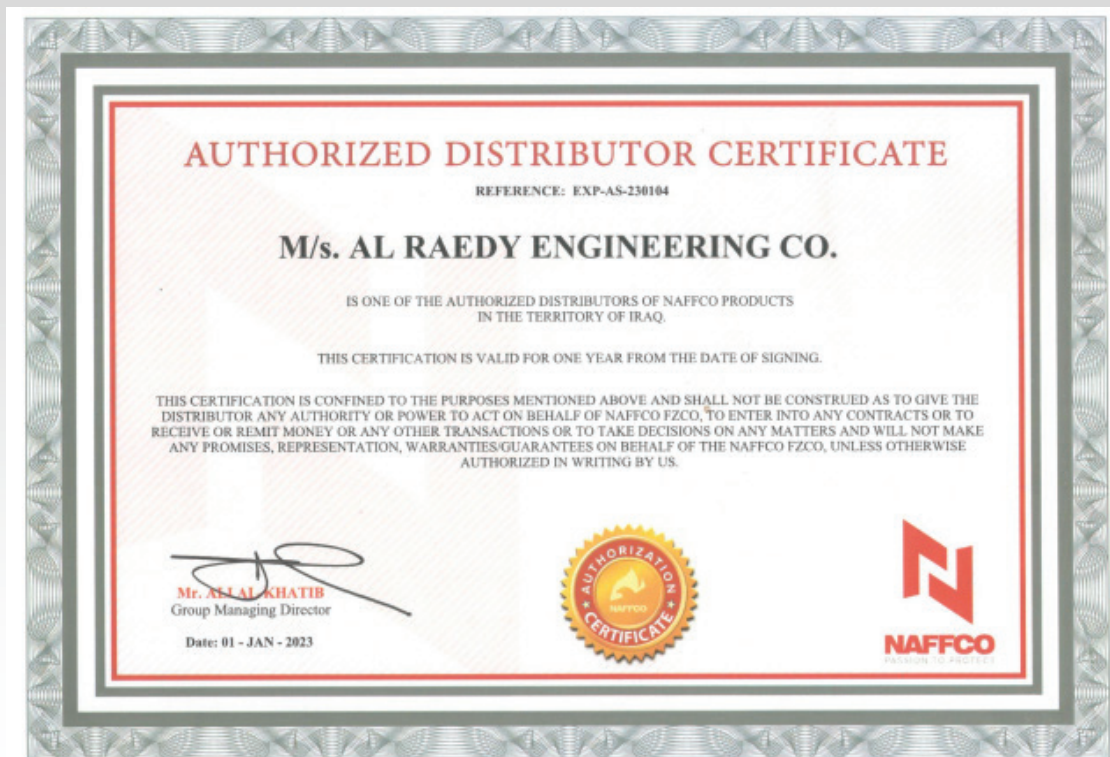 AUTHORIZED DISTRIBUTOR CERTIFICATE
REFERENCE: EXP-AS-230104
M/s. AL RAEDY ENGINEERING CO.
IS ONE OF THE AUTHORIZED DISTRIBUTORS OF NAFFCO PRODUCTS
IN THE TERRITORY OF IRAQ.
THIS CERTIFICATION IS VALID FOR ONE YEAR FROM THE DATE OF SIGNING.
THIS CERTIFICATION IS CONFINED TO THE PURPOSES MENTIONED ABOVE AND SHALL NOT BE CONSTRUED AS TO GIVE THE
DISTRIBUTOR ANY AUTHORITY OR POWER TO ACT ON BEHALF OF NAFFCO FZCO, TO ENTER INTO ANY CONTRACTS OR TO
RECEIVE OR REMIT MONEY OR ANY OTHER TRANSACTIONS OR TO TAKE DECISIONS ON ANY MATTERS AND WILL NOT MAKE
ANY PROMISES, REPRESENTATION, WARRANTIES/GUARANTEES ON BEHALF OF THE NAFFCO FZCO, UNLESS OTHERWISE
AUTHORIZED IN WRITING BY US.
Mr. ALI AL KHATIB
Group Managing Director
Date: 01 - JAN - 2023
AUTHORIZATION
NAFFCO
CERTIFICATE
NAFFCO
PASSION TO PROTECT